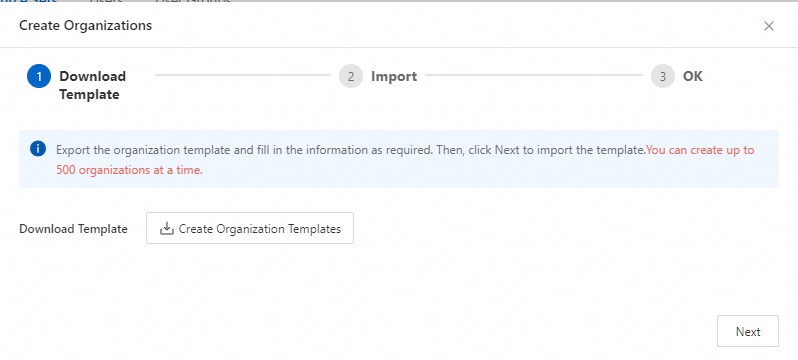 Create Organizations
1 Download Template
2 Import
3 OK
Export the organization template and fill in the information as required. Then, click Next to import the template.You can create up to
500 organizations at a time.
Download Template
Create Organization Templates
Next